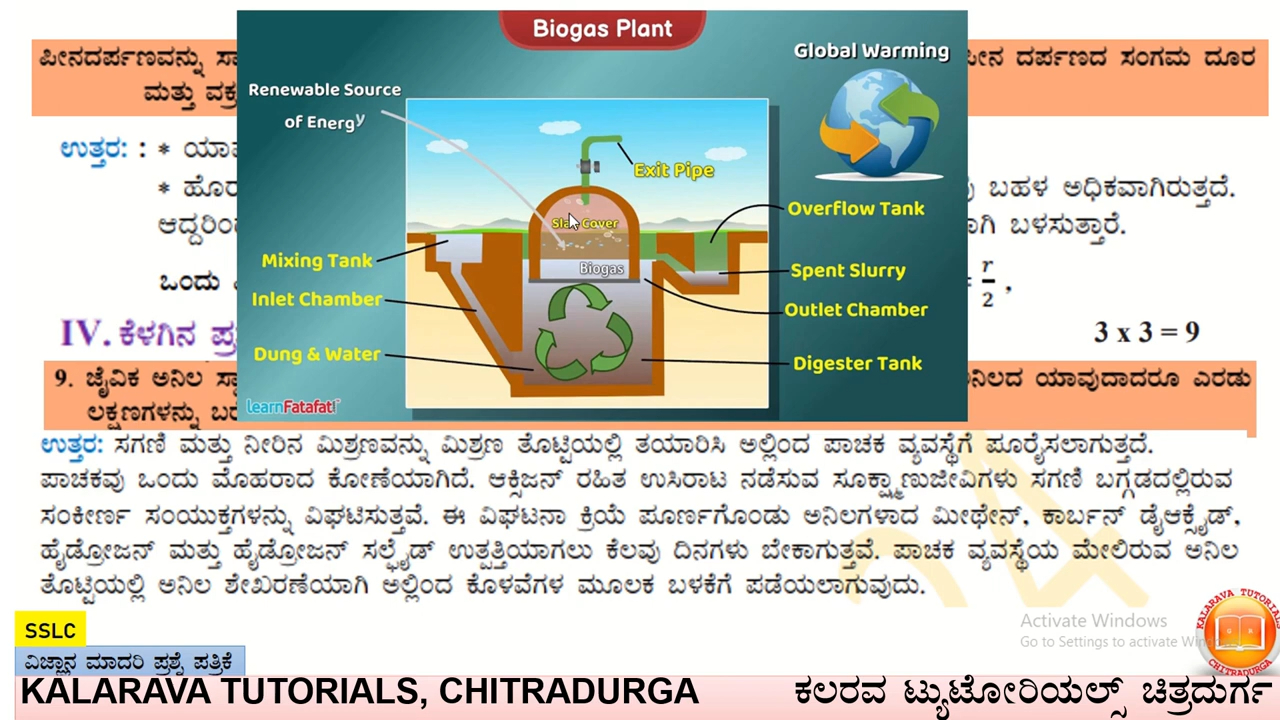 Biogas Plant
Global Warming
ಪೀನದರ್ಪಣವನ್ನು
ಪೀನ ದರ್ಪಣದ ಸಂಗಮ ದೂರ
ಮತ್ತು
Renewable Source
of Energy
Exit Pipe
ಉತ್ತರ: : *
ಬಹಳ ಅಧಿಕವಾಗಿರುತ್ತದೆ.
Overflow Tank
Slab Cover
ಬಳಸುತ್ತಾರೆ.
Mixing Tank
Biogas
Spent Slurry
ಒಂದು
r
2
,
Inlet Chamber
Outlet Chamber
IV. ಕೆಳಗಿನ
3 x 3 = 9
Dung & Water
Digester Tank
9. ಜೈವಿಕ ಅನಿಲ
ಅನಿಲದ ಯಾವುದಾದರೂ ಎರಡು
ಲಕ್ಷಣಗಳನ್ನು
learnFatafat
ಉತ್ತರ: ಸಗಣಿ ಮತ್ತು ನೀರಿನ ಮಿಶ್ರಣವನ್ನು ಮಿಶ್ರಣ ತೊಟ್ಟಿಯಲ್ಲಿ ತಯಾರಿಸಿ ಅಲ್ಲಿಂದ ಪಾಚಕ ವ್ಯವಸ್ಥೆಗೆ ಪೂರೈಸಲಾಗುತ್ತದೆ.
ಪಾಚಕವು ಒಂದು ಮೊಹರಾದ ಕೋಣೆಯಾಗಿದೆ. ಆಕ್ಸಿಜನ್ ರಹಿತ ಉಸಿರಾಟ ನಡೆಸುವ ಸೂಕ್ಷ್ಮಾಣುಜೀವಿಗಳು ಸಗಣಿ ಬಗ್ಗಡದಲ್ಲಿರುವ
ಸಂಕೀರ್ಣ ಸಂಯುಕ್ತಗಳನ್ನು ವಿಘಟಿಸುತ್ತವೆ. ಈ ವಿಘಟನಾ ಕ್ರಿಯೆ ಪೂರ್ಣಗೊಂಡು ಅನಿಲಗಳಾದ ಮೀಥೇನ್, ಕಾರ್ಬನ್ ಡೈಆಕ್ಸೈಡ್,
ಹೈಡ್ರೋಜನ್ ಮತ್ತು ಹೈಡ್ರೋಜನ್ ಸಲ್ಫೈಡ್ ಉತ್ಪತ್ತಿಯಾಗಲು ಕೆಲವು ದಿನಗಳು ಬೇಕಾಗುತ್ತವೆ. ಪಾಚಕ ವ್ಯವಸ್ಥೆಯ ಮೇಲಿರುವ ಅನಿಲ
ತೊಟ್ಟಿಯಲ್ಲಿ ಅನಿಲ ಶೇಖರಣೆಯಾಗಿ ಅಲ್ಲಿಂದ ಕೊಳವೆಗಳ ಮೂಲಕ ಬಳಕೆಗೆ ಪಡೆಯಲಾಗುವುದು.
Activate Windows
Go to Settings to activate Windows
SSLC
ವಿಜ್ಞಾನ ಮಾದರಿ ಪ್ರಶ್ನೆ ಪತ್ರಿಕೆ
KALARAVA TUTORIALS
CHITRADURGA
KALARAVA TUTORIALS, CHITRADURGA
ಕಲರವ ಟ್ಯುಟೋರಿಯಲ್ಸ್ ಚಿತ್ರದುರ್ಗ